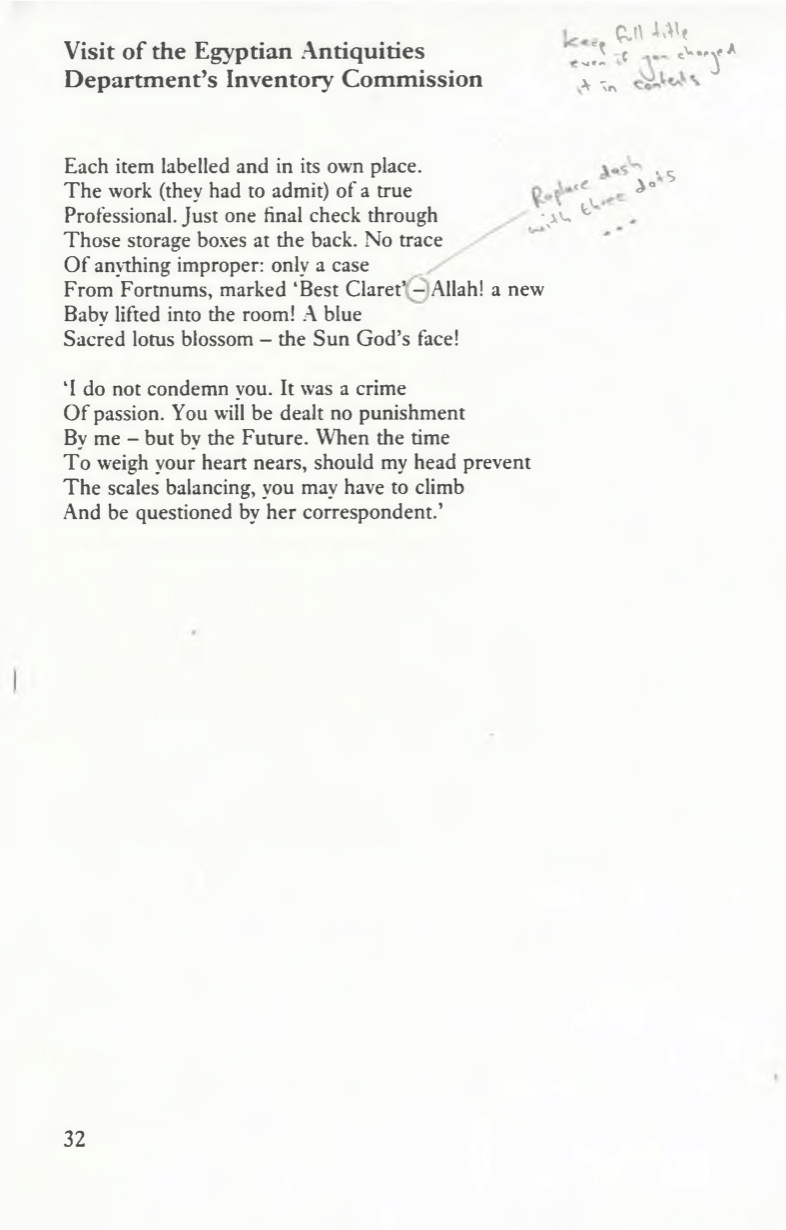 Visit of the Egyptian Antiquities
Department's Inventory Commission
keep full title
even if you changed
it in contents
Each item labelled and in its own place.
The work (they had to admit) of a true
Professional. Just one final check through
Those storage boxes at the back. No trace
Of anything improper: only a case
From Fortnums, marked ‘Best Claret’ – Allah! a new
Baby lifted into the room! A blue
Sacred lotus blossom – the Sun God's face!
Replace dash
with three dots
...
‘I do not condemn you. It was a crime
Of passion. You will be dealt no punishment
By me – but by the Future. When the time
To weigh your heart nears, should my head prevent
The scales balancing, you may have to climb
And be questioned by her correspondent.’
32